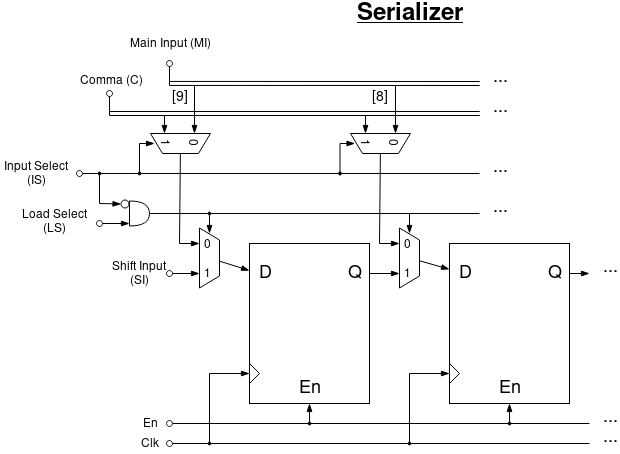 Serializer
Main Input (MI)
...
Comma (C)
[9]
[8]
...
1 0
1 0
Input Select
(IS)
...
Load Select
(LS)
...
0
0
Shift Input
(SI)
1
D
Q
1
D
Q
...
En
En
En
...
Clk
...